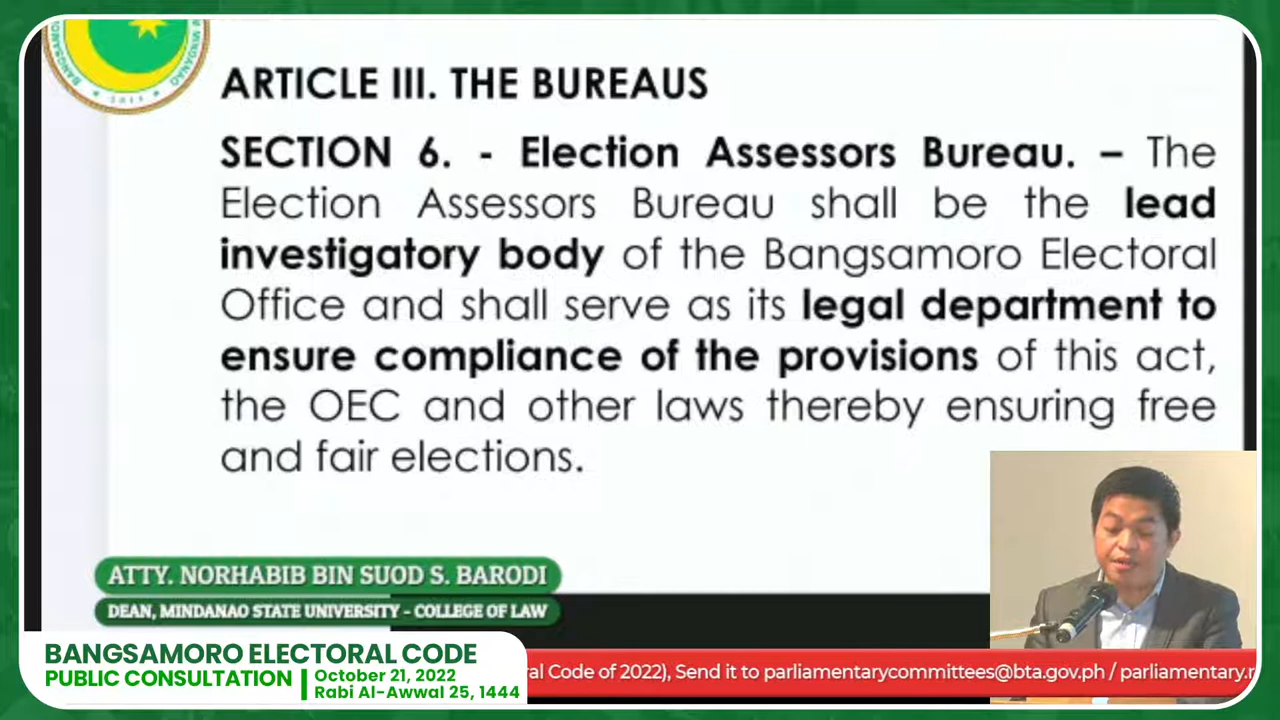 ARTICLE III. THE BUREAUS
SECTION 6. - Election Assessors Bureau. – The
Election Assessors Bureau shall be the lead
investigatory body of the Bangsamoro Electoral
Office and shall serve as its legal department to
ensure compliance of the provisions of this act,
the OEC and other laws thereby ensuring free
and fair elections.
ATTY. NORHABIB BIN SUOD S. BARODI
DEAN, MINDANAO STATE UNIVERSITY - COLLEGE OF LAW
BANGSAMORO ELECTORAL CODE
PUBLIC CONSULTATION
October 21, 2022
Rabi Al-Awwal 25, 1444
Code of 2022), Send it to parliamentarycommittees@bta.gov.ph / parliamentary.